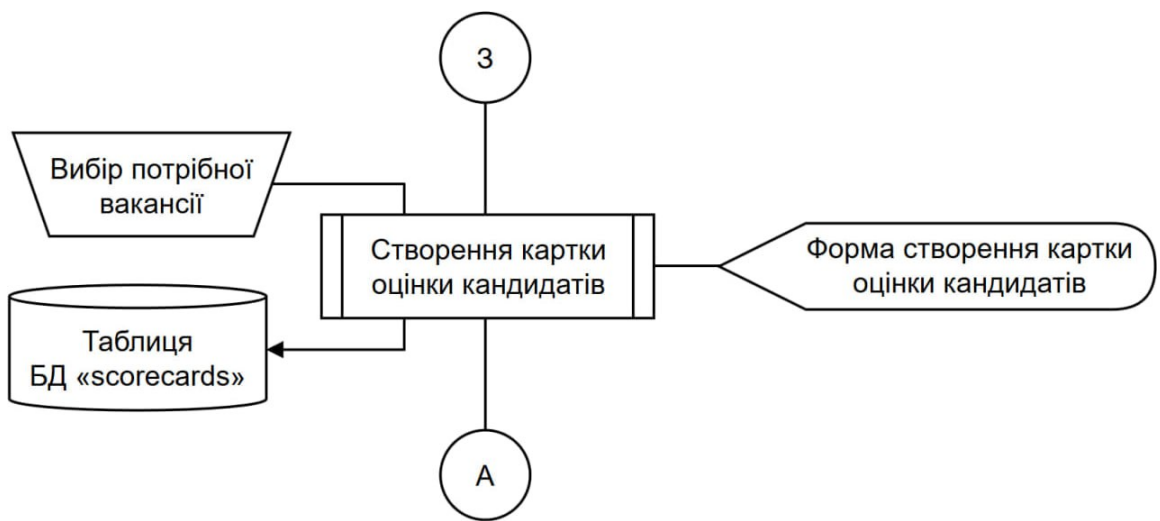 З
Вибір потрібної
вакансії
Створення картки
оцінки кандидатів
Форма створення картки
оцінки кандидатів
Таблиця
БД «scorecards»
А